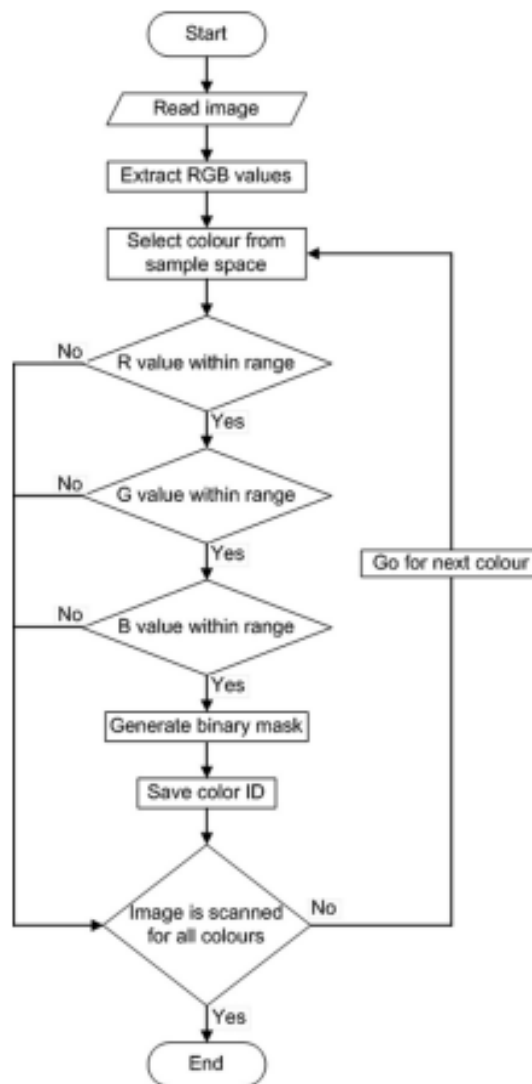 Start
Read image
Extract RGB values
Select colour from
sample space
No
R value within range
Yes
No
G value within range
Yes
Go for next colour
No
B value within range
Yes
Generate binary mask
Save color ID
Image is scanned
for all colours
No
Yes
End